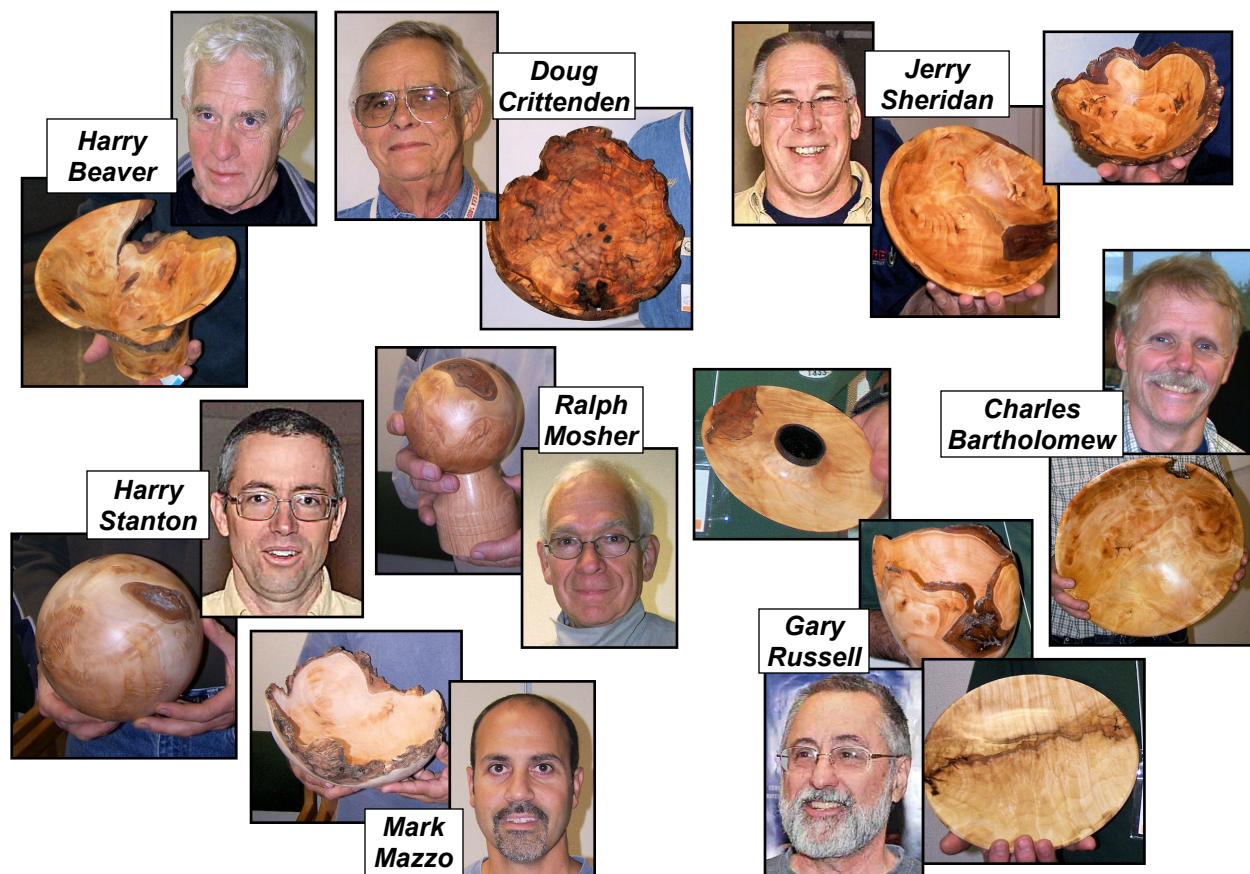 Harry
Beaver
Doug
Crittenden
Jerry
Sheridan
Ralph
Mosher
Charles
Bartholomew
Harry
Stanton
Gary
Russell
Mark
Mazzo